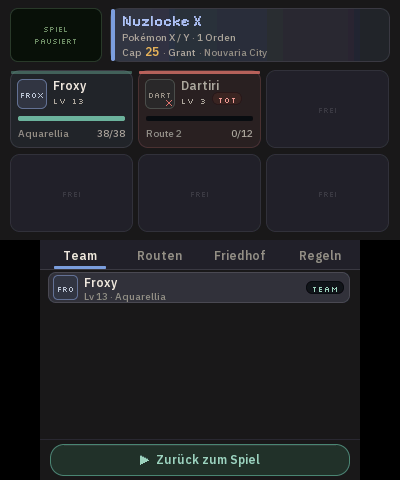 SPIEL
PAUSIERT
Nuzlocke X
Pokémon X / Y · 1 Orden
Cap 25 · Grant · Nouvaria City
FROX
Froxy
LV 13
Aquarellia 38/38
DART
Dartiri
LV 3 TOT
Route 2 0/12
FREI
FREI
FREI
FREI
Team Routen Friedhof Regeln
FRO
Froxy
Lv 13 · Aquarellia
TEAM
▶ Zurück zum Spiel